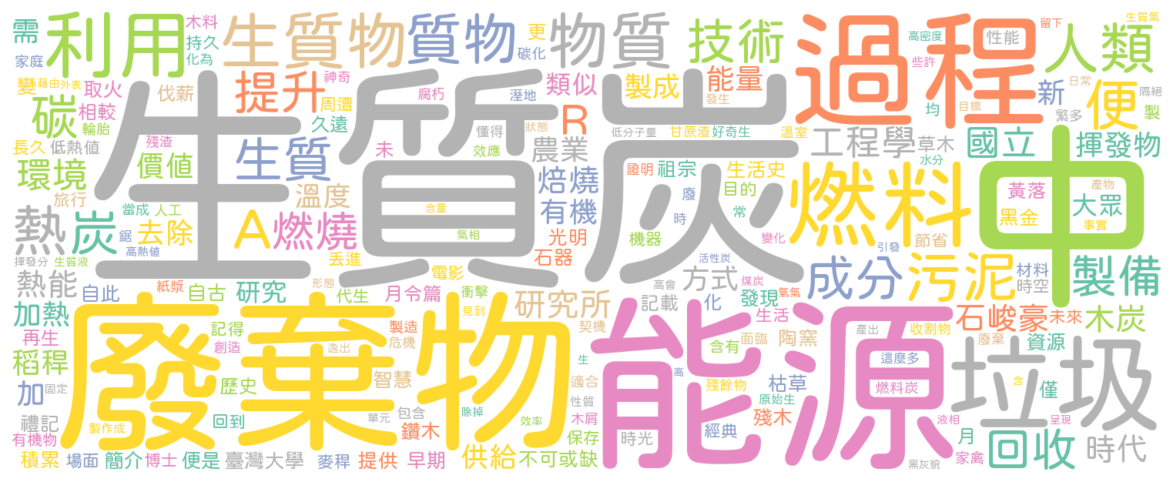 需 利用 木料 持久 家庭 化為 生質物 質物 碳化 更 物質 技術 高密度 些許 過程 性能 留下 人類 生質氣
變 藉由 外表 取火 伐薪 提升 神奇 周遭 腐朽 溼地 類似 製成 能量 發生 日常 目標 隔絕
碳 相較 輪胎 久遠 懂得 狀態 低分子量 R 甘蔗渣 好奇 生 溫室 均 新 繁多 便 製
長久 低熱值 殘渣 價值 生質 未 效應 農業 證明 祖宗 生活史 工程學 草木 國立 揮發物
環境 旅行 溫度 生質炭 焙燒 廢 目的 水分 燃料 中 黃落 產物 大眾
熱 炭 當成 人工 鋸 去除 A 燃燒 含量 有機 時 常 黑金 事實
高熱值 丟進 氣相 光明 石器 機器 變化 引發 節省
揮發分 生質液 熱能 紙漿 形態 電影 衝擊 高會 活性炭 煤炭 方式 成分 污泥 材料 時空 製備
自此 自古 研究 代生 月令篇 見到 研究所 記載 化 發現 氫氣
加熱 再生 記得 創造 逸出 製造 危機 契機 含有 生活 面臨 陶窯 產出 收割物 石峻豪 未來 廢棄 資源 木炭
稻稈 廢棄物 能源 垃圾 這麼多
加 固定 歷史 智慧 生 適合 高 殘餘物 枯草 燃料炭 含 僅
禮記 回到 單元 包含 性質 除掉 木屑 原始生 液相 呈現
有機物 製作成 鑽木 效率 保存 時光 經典 殘木 月 回收 時代
積累 場面 簡介 博士 便是 臺灣大學 麥稈 提供 早期 供給 不可或缺 黑灰貌 家禽